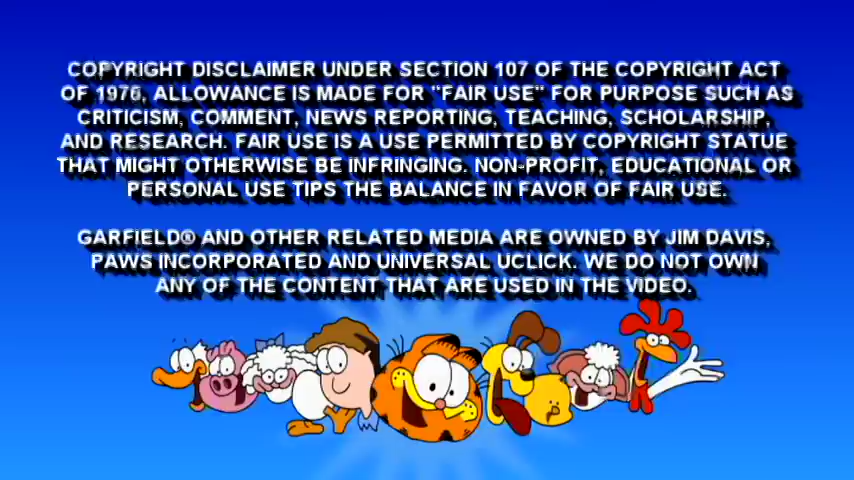 COPYRIGHT DISCLAIMER UNDER SECTION 107 OF THE COPYRIGHT ACT
OF 1976, ALLOWANCE IS MADE FOR "FAIR USE" FOR PURPOSE SUCH AS
CRITICISM, COMMENT, NEWS REPORTING, TEACHING, SCHOLARSHIP,
AND RESEARCH. FAIR USE IS A USE PERMITTED BY COPYRIGHT STATUE
THAT MIGHT OTHERWISE BE INFRINGING. NON-PROFIT, EDUCATIONAL OR
PERSONAL USE TIPS THE BALANCE IN FAVOR OF FAIR USE.
GARFIELD® AND OTHER RELATED MEDIA ARE OWNED BY JIM DAVIS,
PAWS INCORPORATED AND UNIVERSAL UCLICK. WE DO NOT OWN
ANY OF THE CONTENT THAT ARE USED IN THE VIDEO.